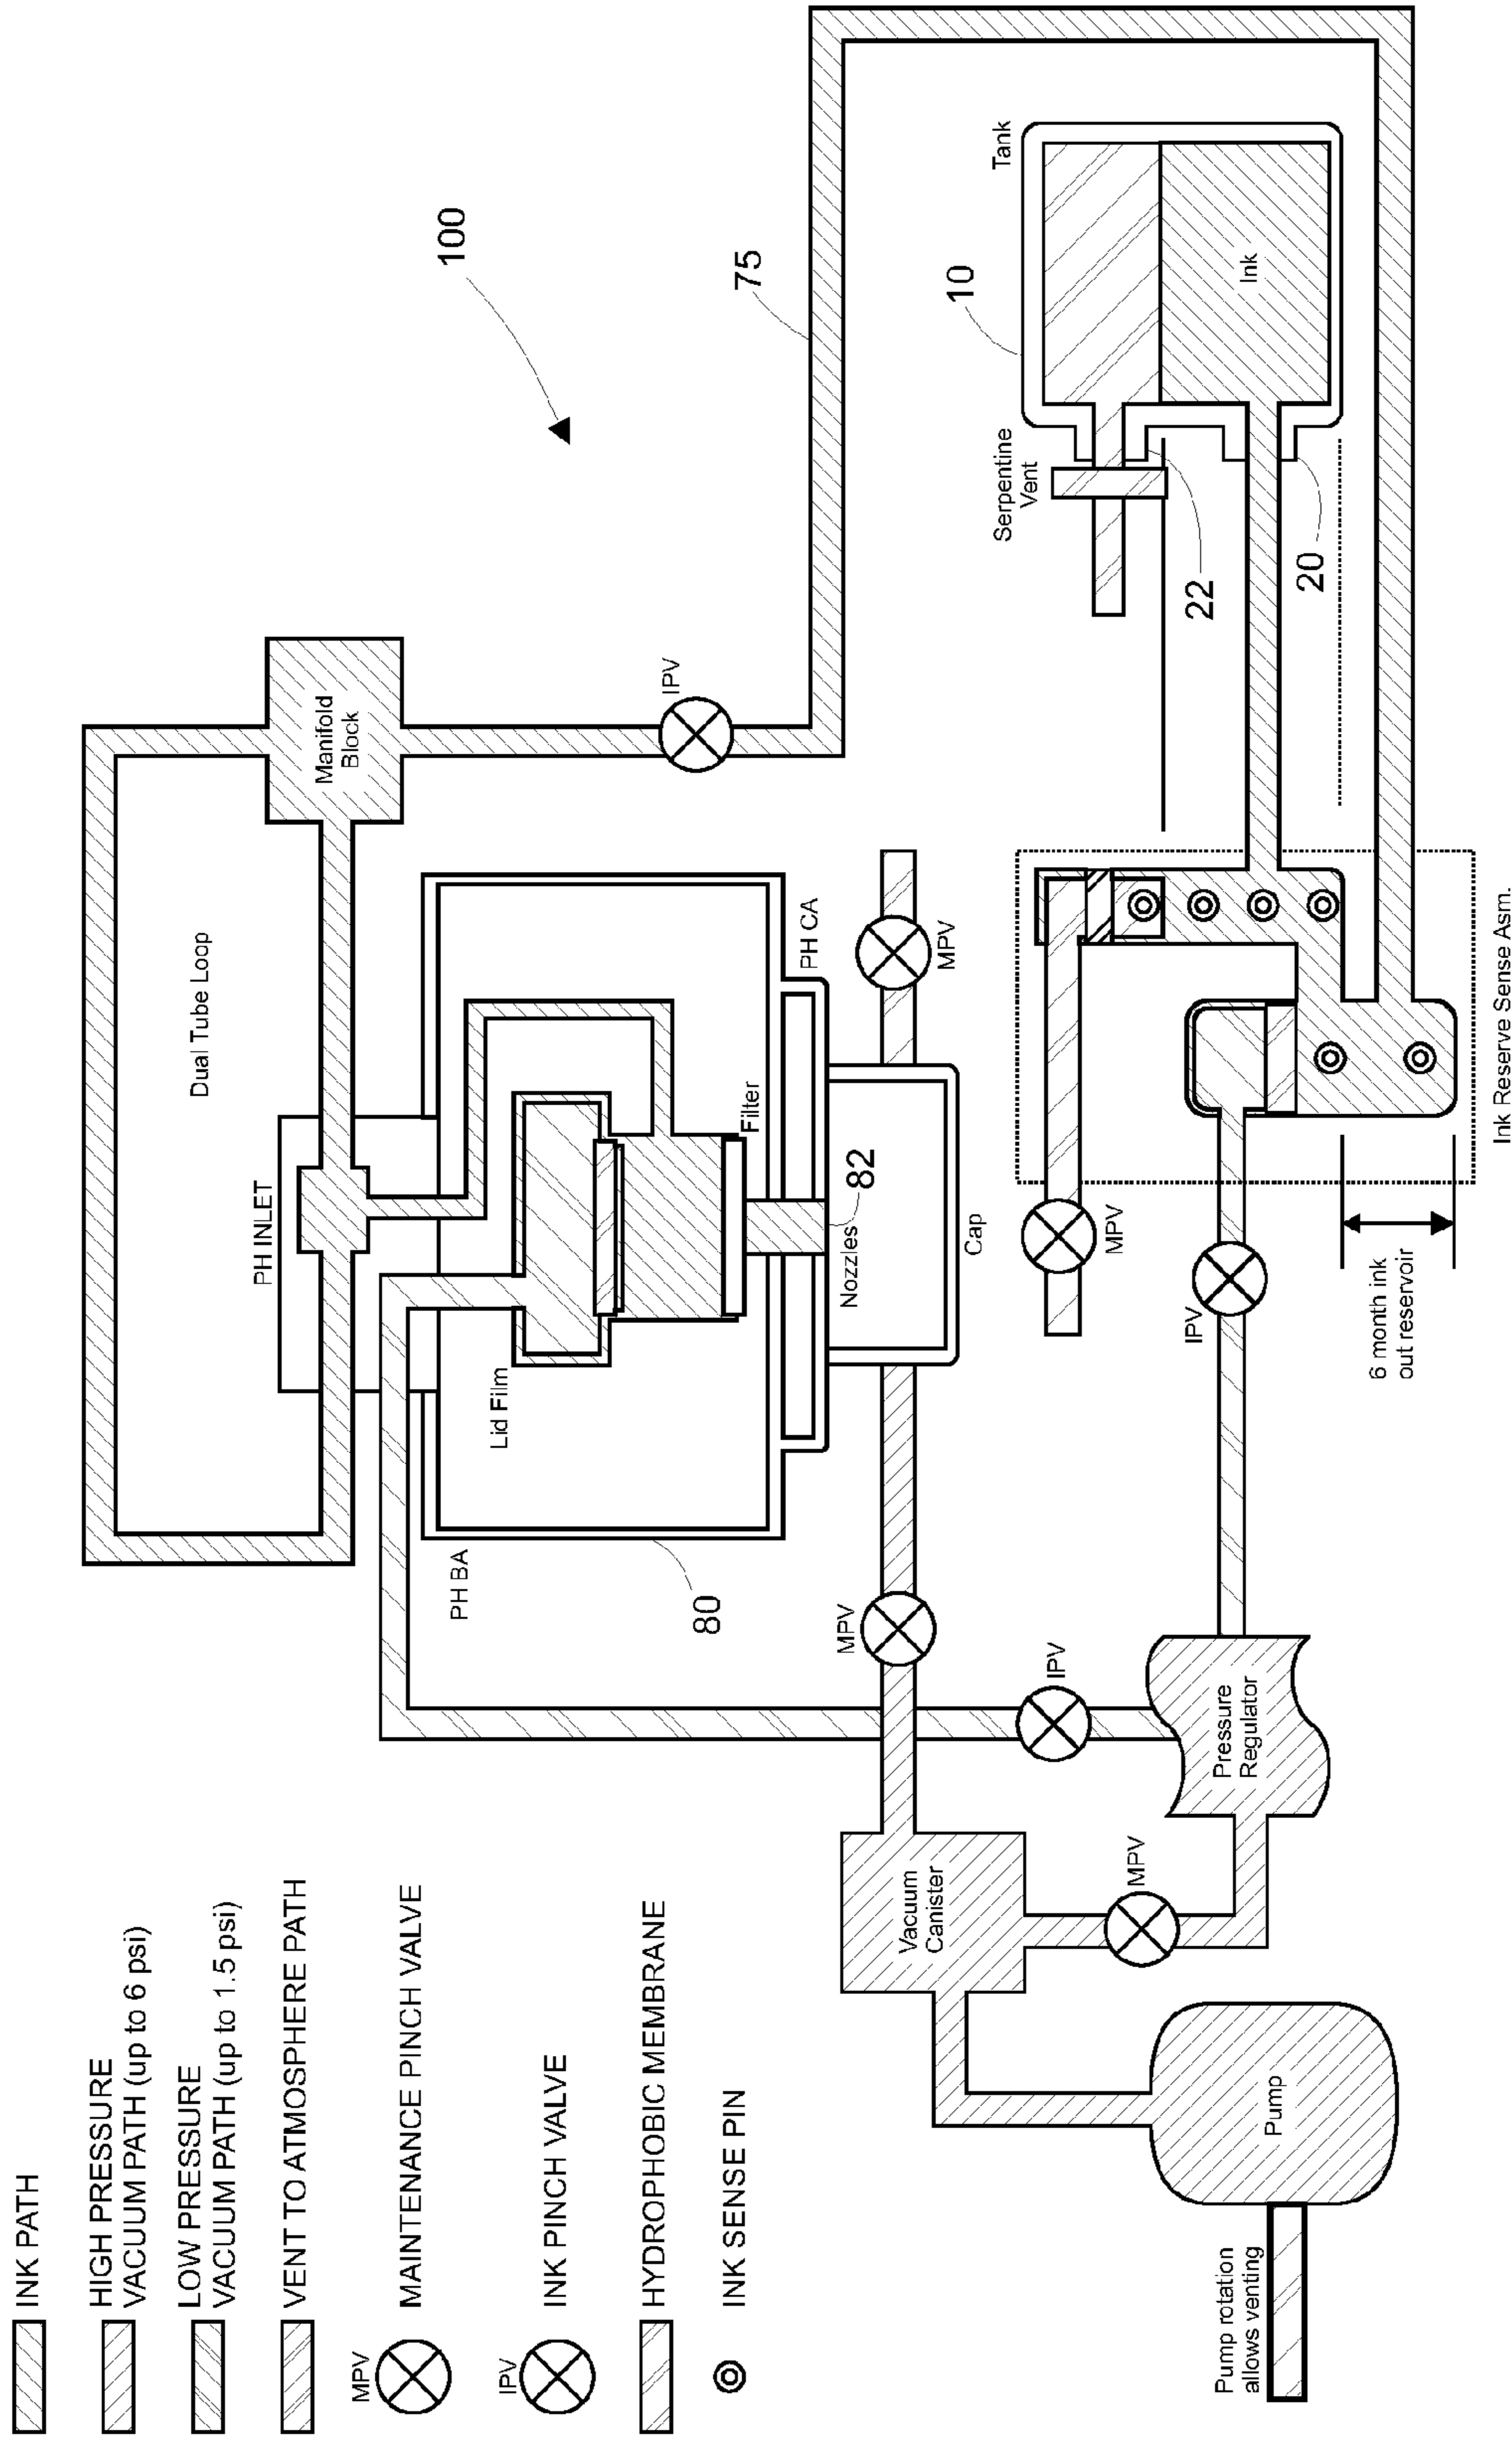 INK PATH
HIGH PRESSURE
VACUUM PATH (up to 6 psi)
LOW PRESSURE
VACUUM PATH (up to 1.5 psi)
VENT TO ATMOSPHERE PATH
MPV
MAINTENANCE PINCH VALVE
IPV
INK PINCH VALVE
HYDROPHOBIC MEMBRANE
INK SENSE PIN
Dual Tube Loop
Manifold
Block
100
PH INLET
IPV
75
Lid Film
Filter
PH BA
80
PH CA
Nozzles
82
MPV
MPV
Cap
Vacuum
Canister
IPV
MPV
Pressure
Regulator
Pump
Pump rotation
allows venting
MPV
IPV
6 month ink
out reservoir
Ink Reserve Sense Asm.
Serpentine
Vent
10
Tank
Ink
22
20